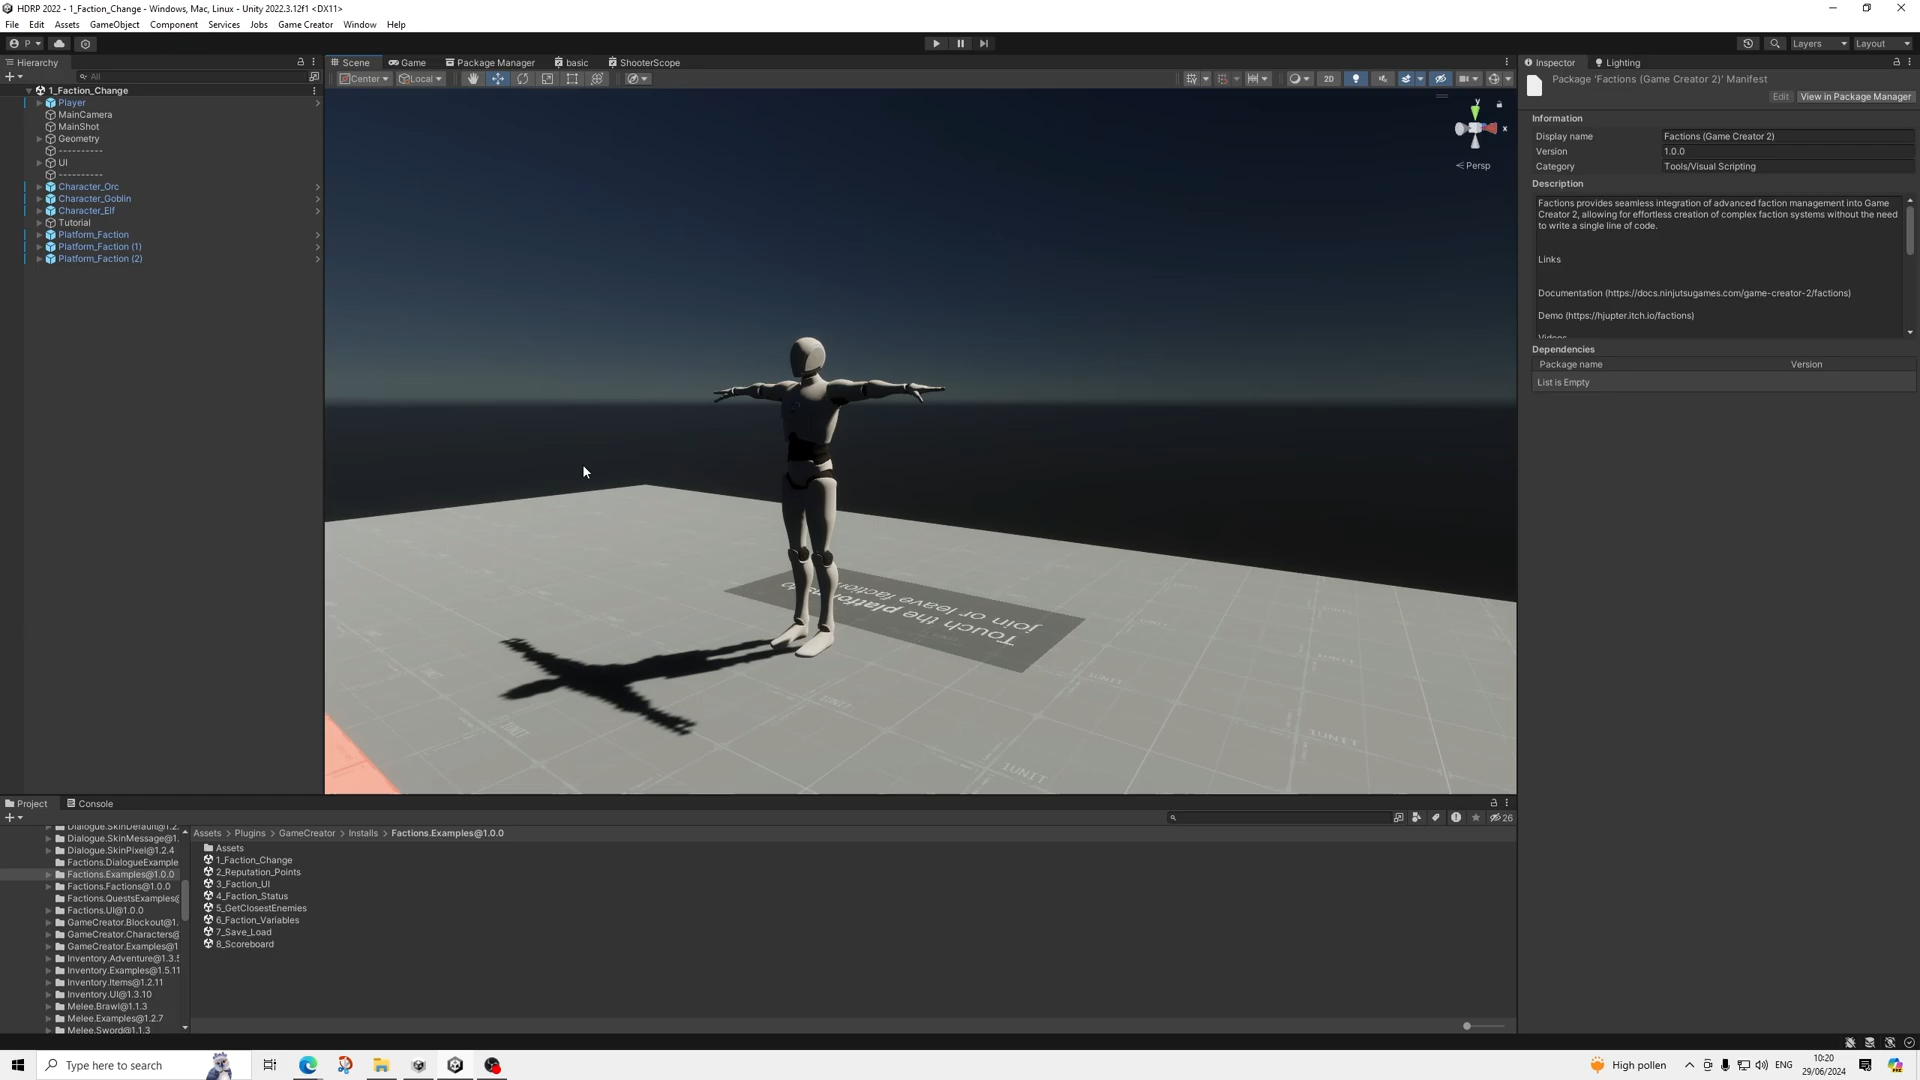 HDRP 2022 - 1_Faction_Change - Windows, Mac, Linux - Unity 2022.3.12f1 <DX11>
File Edit Assets GameObject Component Services Jobs Game Creator Window Help
P Layers Layout
Hierarchy
All
1_Faction_Change
Player
MainCamera
MainShot
Geometry
----------
UI
----------
Character_Orc
Character_Goblin
Character_Elf
Tutorial
Platform_Faction
Platform_Faction (1)
Platform_Faction (2)
Scene Game Package Manager basic ShooterScope
Center Local 2D
y
x
Persp
Touch the platforms to
join or leave faction
1UNIT
1UNIT
1UNIT
1UNIT
Inspector Lighting
Package 'Factions (Game Creator 2)' Manifest
Edit View in Package Manager
Information
Display name Factions (Game Creator 2)
Version 1.0.0
Category Tools/Visual Scripting
Description
Factions provides seamless integration of advanced faction management into Game
Creator 2, allowing for effortless creation of complex faction systems without the need
to write a single line of code.
Links
Documentation (https://docs.ninjutsugames.com/game-creator-2/factions)
Demo (https://hjupter.itch.io/factions)
Videos
Dependencies
Package name Version
List is Empty
Project Console
26
Dialogue.SkinDefault@1.2.
Dialogue.SkinMessage@1.
Dialogue.SkinPixel@1.2.4
Factions.DialogueExample
Factions.Examples@1.0.0
Factions.Factions@1.0.0
Factions.QuestsExamples@
Factions.UI@1.0.0
GameCreator.Blockout@1.
GameCreator.Characters@
GameCreator.Examples@1
Inventory.Adventure@1.3.5
Inventory.Examples@1.5.11
Inventory.Items@1.2.11
Inventory.UI@1.3.10
Melee.Brawl@1.1.3
Melee.Examples@1.2.7
Melee.Sword@1.1.3
Assets > Plugins > GameCreator > Installs > Factions.Examples@1.0.0
Assets
1_Faction_Change
2_Reputation_Points
3_Faction_UI
4_Faction_Status
5_GetClosestEnemies
6_Faction_Variables
7_Save_Load
8_Scoreboard
Type here to search
High pollen
ENG
10:20
29/06/2024